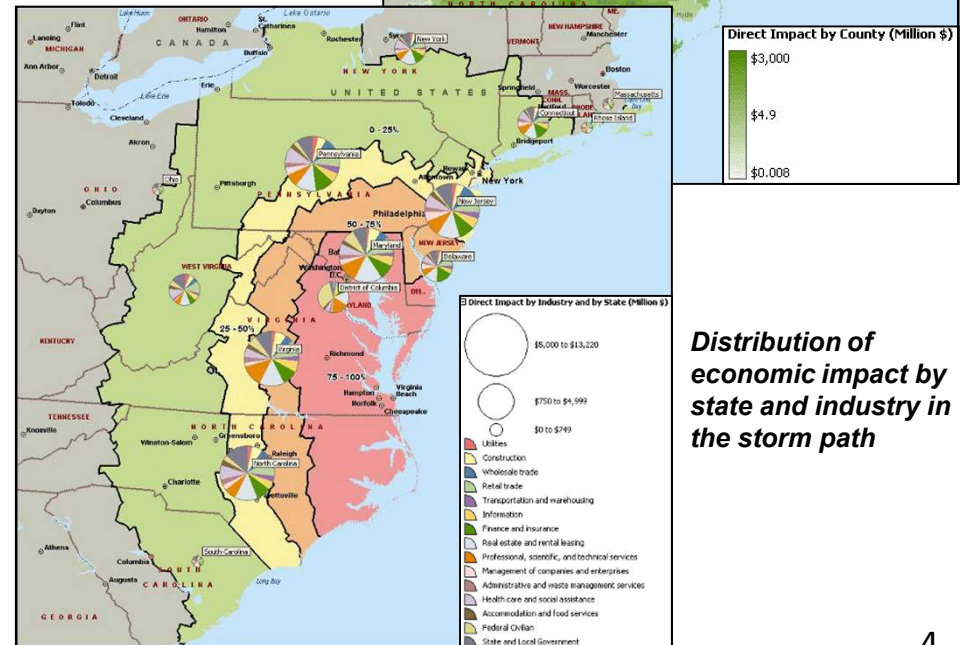 NORTH CAROLINA
Hyde
Direct Impact by County (Million $)
$3,000
$4.9
$0.008
Lake Huron
Lake Ontario
Flint
ONTARIO
Hamilton
St.
Catharines
Rochester
New York
ME.
NEW HAMPSHIRE
Manchester
VERMONT
Lansing
MICHIGAN
CANADA
Buffalo
Ann Arbor
Detroit
Boston
NEW YORK
Lake Erie
Erie
UNITED STATES
Springfield
MASS.
Worcester
Massachusetts
Toledo
CONN.
Connecticut
Rhose Island
Cleveland
0 - 25%
Bridgeport
Akron
Pennsylvania
Newark
Allentown
New York
Ohio
Pittsburgh
PENNSYLVANIA
OHIO
Columbus
New Jersey
Dayton
Philadelphia
50 - 75%
Maryland
NEW JERSEY
Delaware
WEST VIRGINIA
Washington,
D.C.
DEL.
District of Columbia
VIRGINIA
25 - 50%
KENTUCKY
Virginia
Richmond
75 - 100%
Hampton
Virginia
Beach
Norfolk
Chesapeake
TENNESSEE
Knoxville
NORTH CAROLINA
Greensboro
Winston-Salem
Raleigh
North Carolina
Charlotte
Athens
South Carolina
Columbia
SOUTH
CAROLINA
Augusta
Long Bay
GEORGIA
Direct Impact by Industry and by State (Million $)
$5,000 to $13,220
$750 to $4,999
$0 to $749
Utilities
Construction
Wholesale trade
Retail trade
Transportation and warehousing
Information
Finance and insurance
Real estate and rental leasing
Professional, scientific, and technical services
Management of companies and enterprises
Administrative and waste management services
Health care and social assistance
Accommodation and food services
Federal Civilian
State and Local Government
Distribution of
economic impact by
state and industry in
the storm path